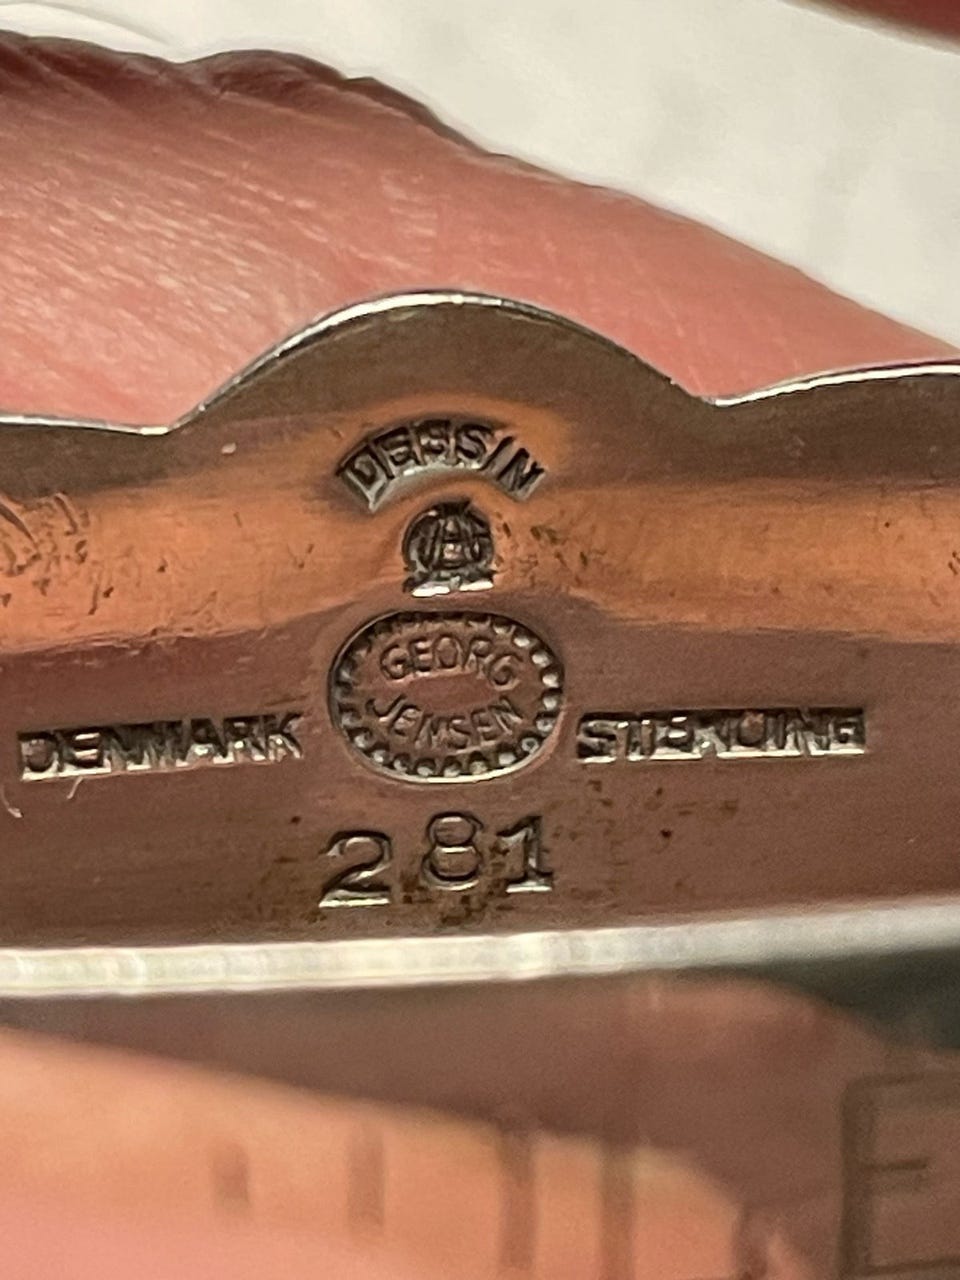 DESSIN
GEORG
JENSEN
DENMARK STERLING
281